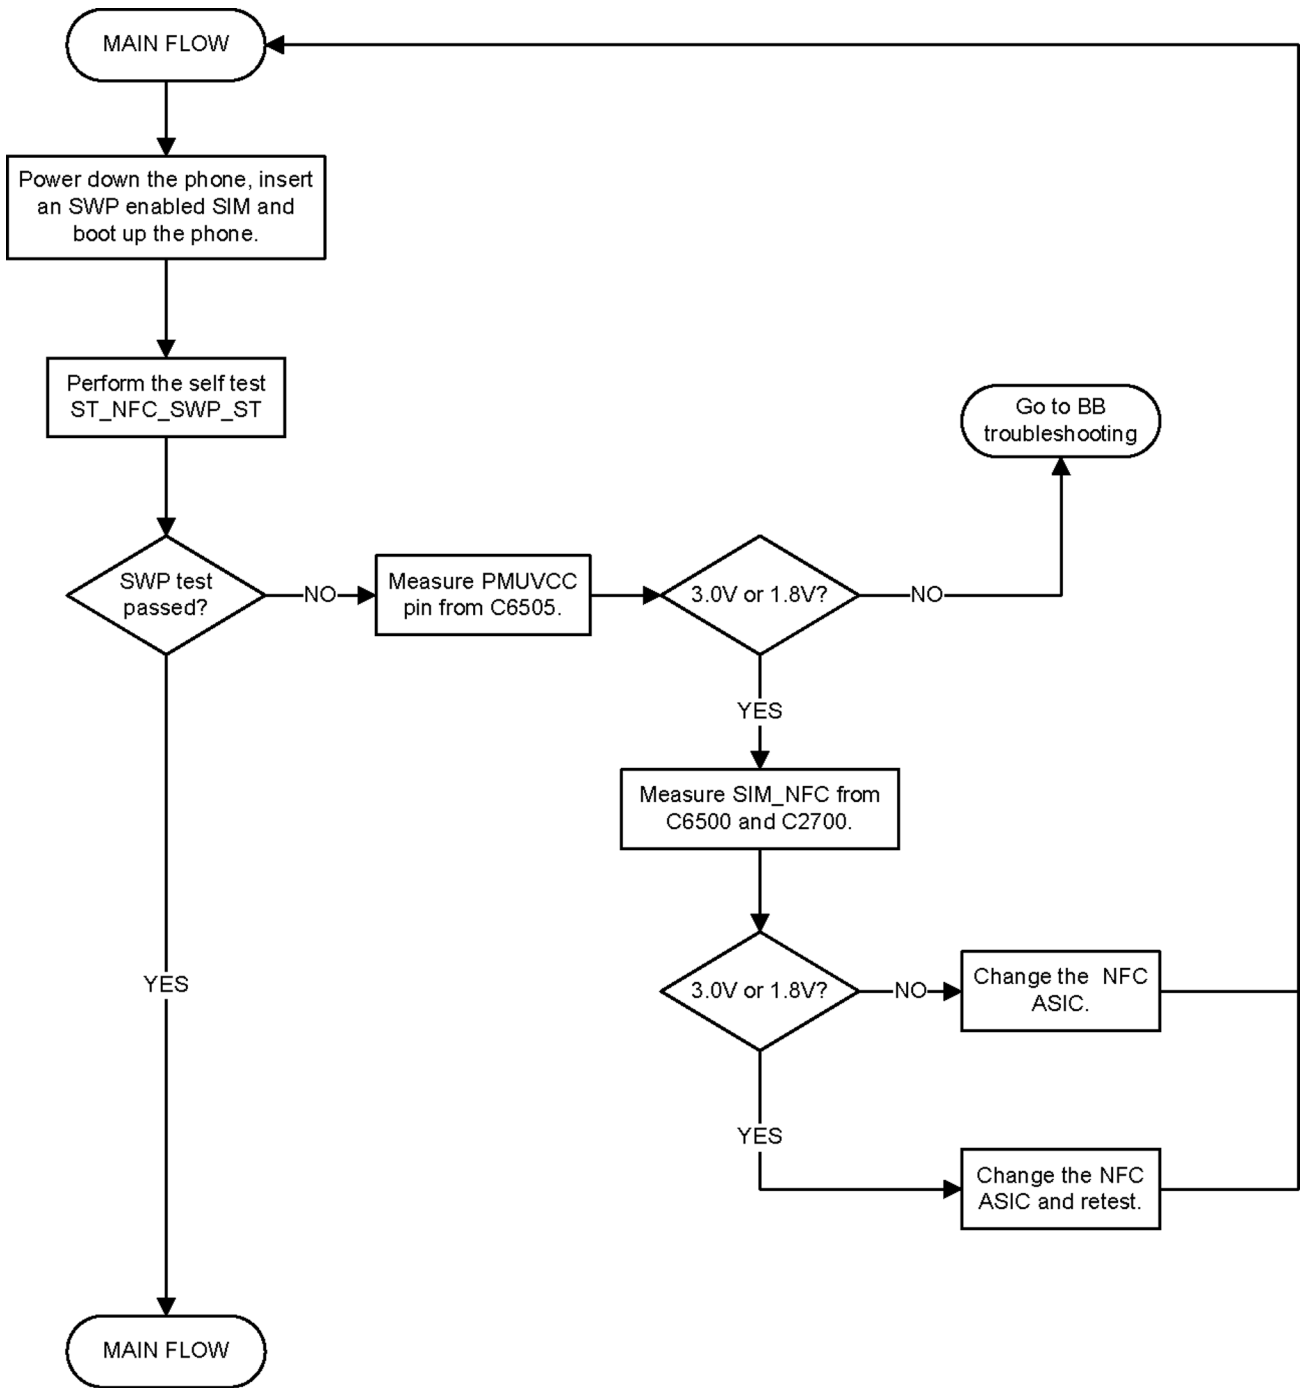 MAIN FLOW
Power down the phone, insert
an SWP enabled SIM and
boot up the phone.
Perform the self test
ST_NFC_SWP_ST
Go to BB
troubleshooting
SWP test
passed?
NO
Measure PMUVCC
pin from C6505.
3.0V or 1.8V?
NO
YES
Measure SIM_NFC from
C6500 and C2700.
YES
3.0V or 1.8V?
NO
Change the NFC
ASIC.
YES
Change the NFC
ASIC and retest.
MAIN FLOW